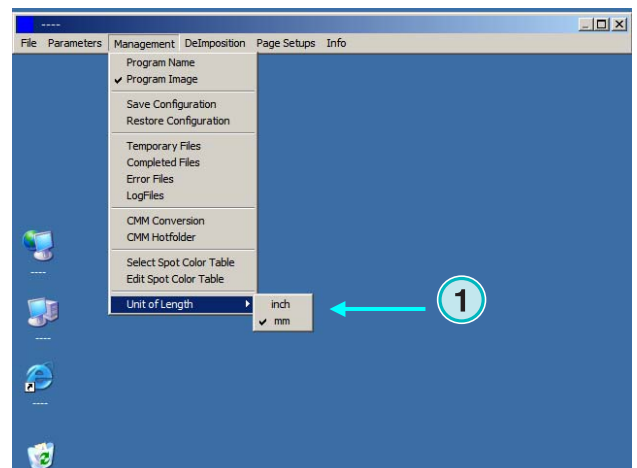 ----
File Parameters Management DeImposition Page Setups Info
Program Name
Program Image
Save Configuration
Restore Configuration
Temporary Files
Completed Files
Error Files
LogFiles
CMM Conversion
CMM Hotfolder
Select Spot Color Table
Edit Spot Color Table
Unit of Length
inch
mm
1
----
----
----